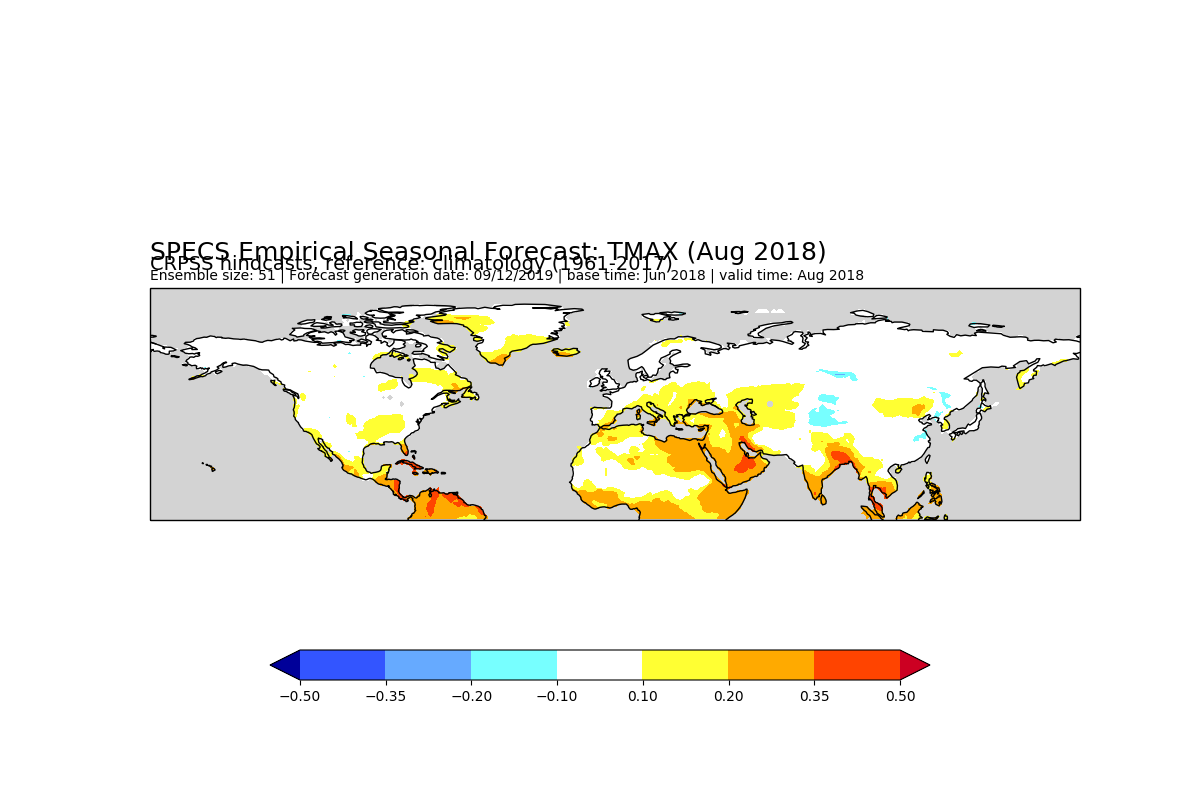 SPECS Empirical Seasonal Forecast: TMAX (Aug 2018)
CRPSS hindcasts, reference: climatology (1961-2017)
Ensemble size: 51 | Forecast generation date: 09/12/2019 | base time: Jun 2018 | valid time: Aug 2018
−0.50 −0.35 −0.20 −0.10 0.10 0.20 0.35 0.50